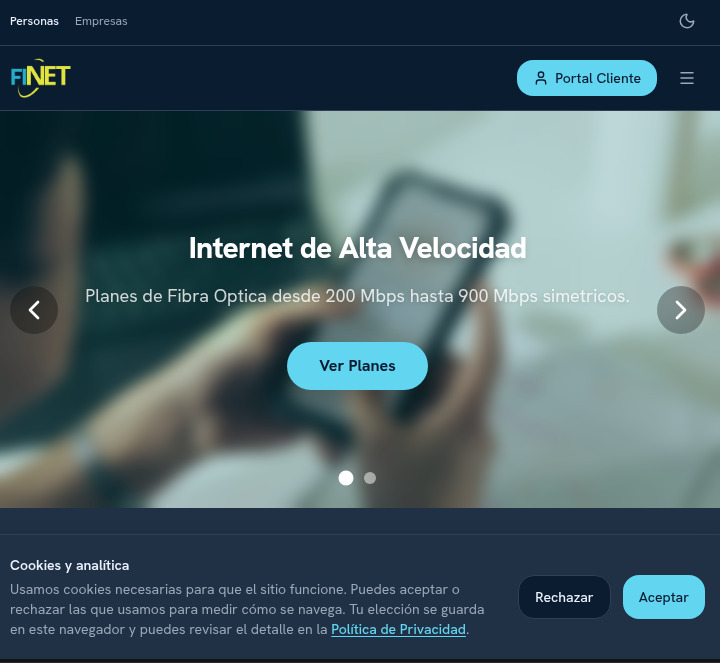 Personas
Empresas
FINET
Portal Cliente
Internet de Alta Velocidad
Planes de Fibra Optica desde 200 Mbps hasta 900 Mbps simetricos.
Ver Planes
Cookies y analítica
Usamos cookies necesarias para que el sitio funcione. Puedes aceptar o
rechazar las que usamos para medir cómo se navega. Tu elección se guarda
en este navegador y puedes revisar el detalle en la Política de Privacidad.
Rechazar
Aceptar